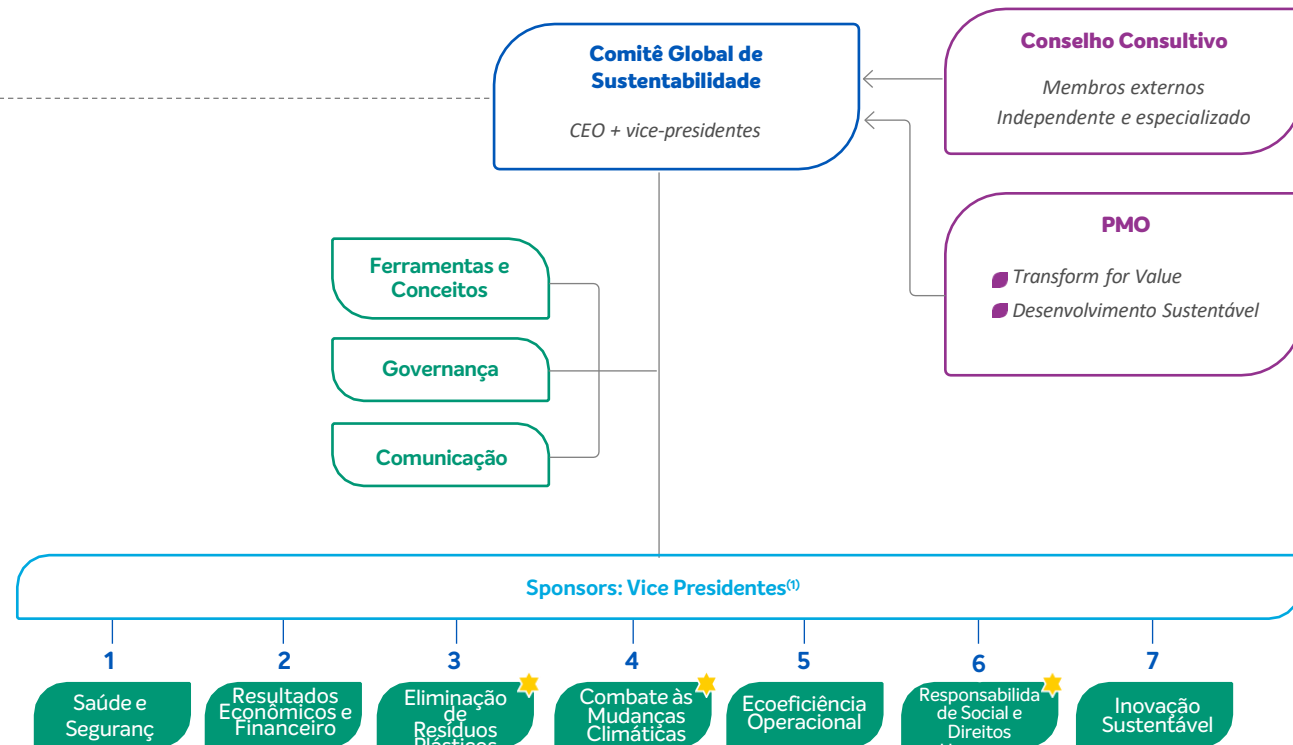 Comitê Global de
Sustentabilidade
CEO + vice-presidentes
Conselho Consultivo
Membros externos
Independente e especializado
PMO
Transform for Value
Desenvolvimento Sustentável
Ferramentas e
Conceitos
Governança
Comunicação
Sponsors: Vice Presidentes(1)
1
Saúde e
Seguranç
2
Resultados
Econômicos e
Financeiro
3
Eliminação
de
Resíduos
Plásticos
4
Combate às
Mudanças
Climáticas
5
Ecoeficiência
Operacional
6
Responsabilida
de Social e
Direitos
7
Inovação
Sustentável